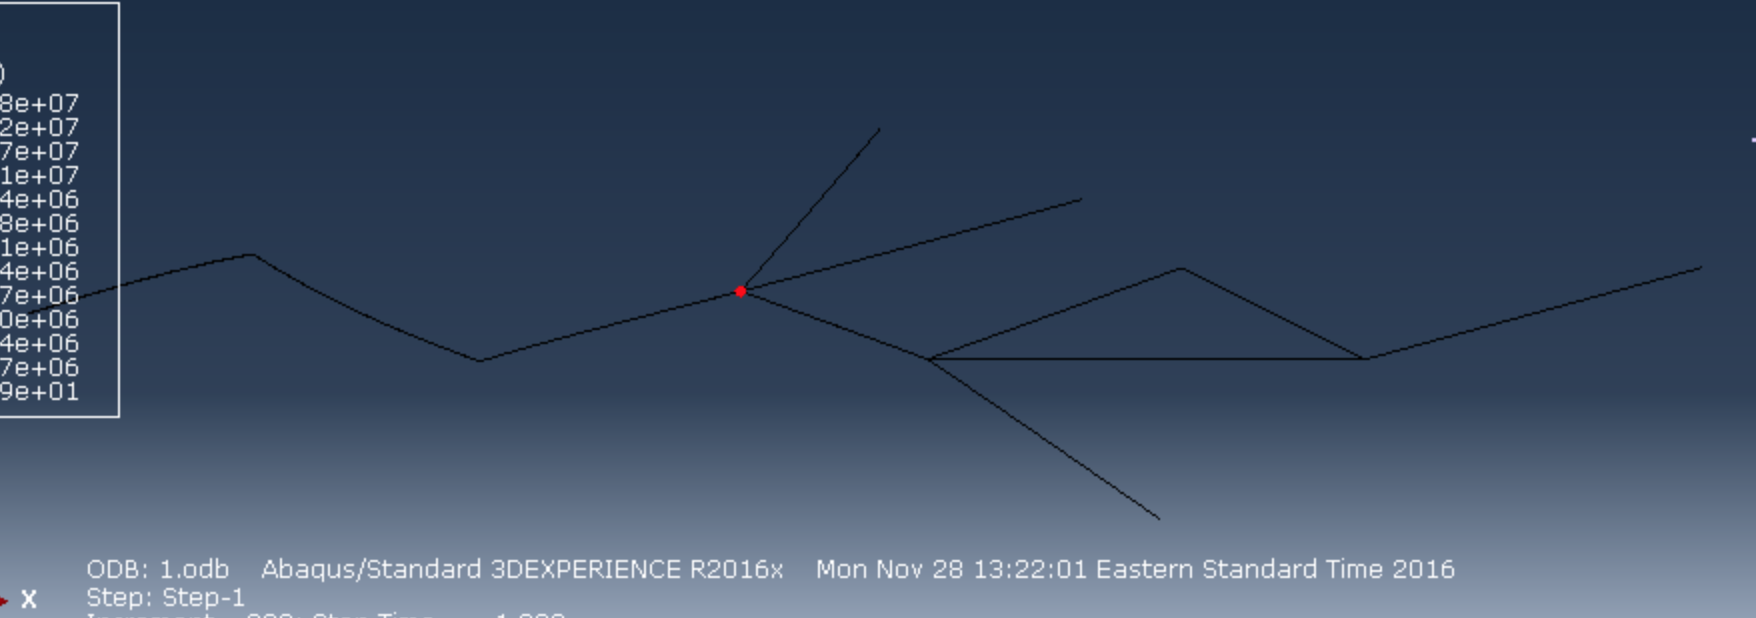 )
8e+07
2e+07
7e+07
1e+07
4e+06
8e+06
1e+06
4e+06
7e+06
0e+06
4e+06
7e+06
9e+01
ODB: 1.odb Abaqus/Standard 3DEXPERIENCE R2016x Mon Nov 28 13:22:01 Eastern Standard Time 2016
X Step: Step-1